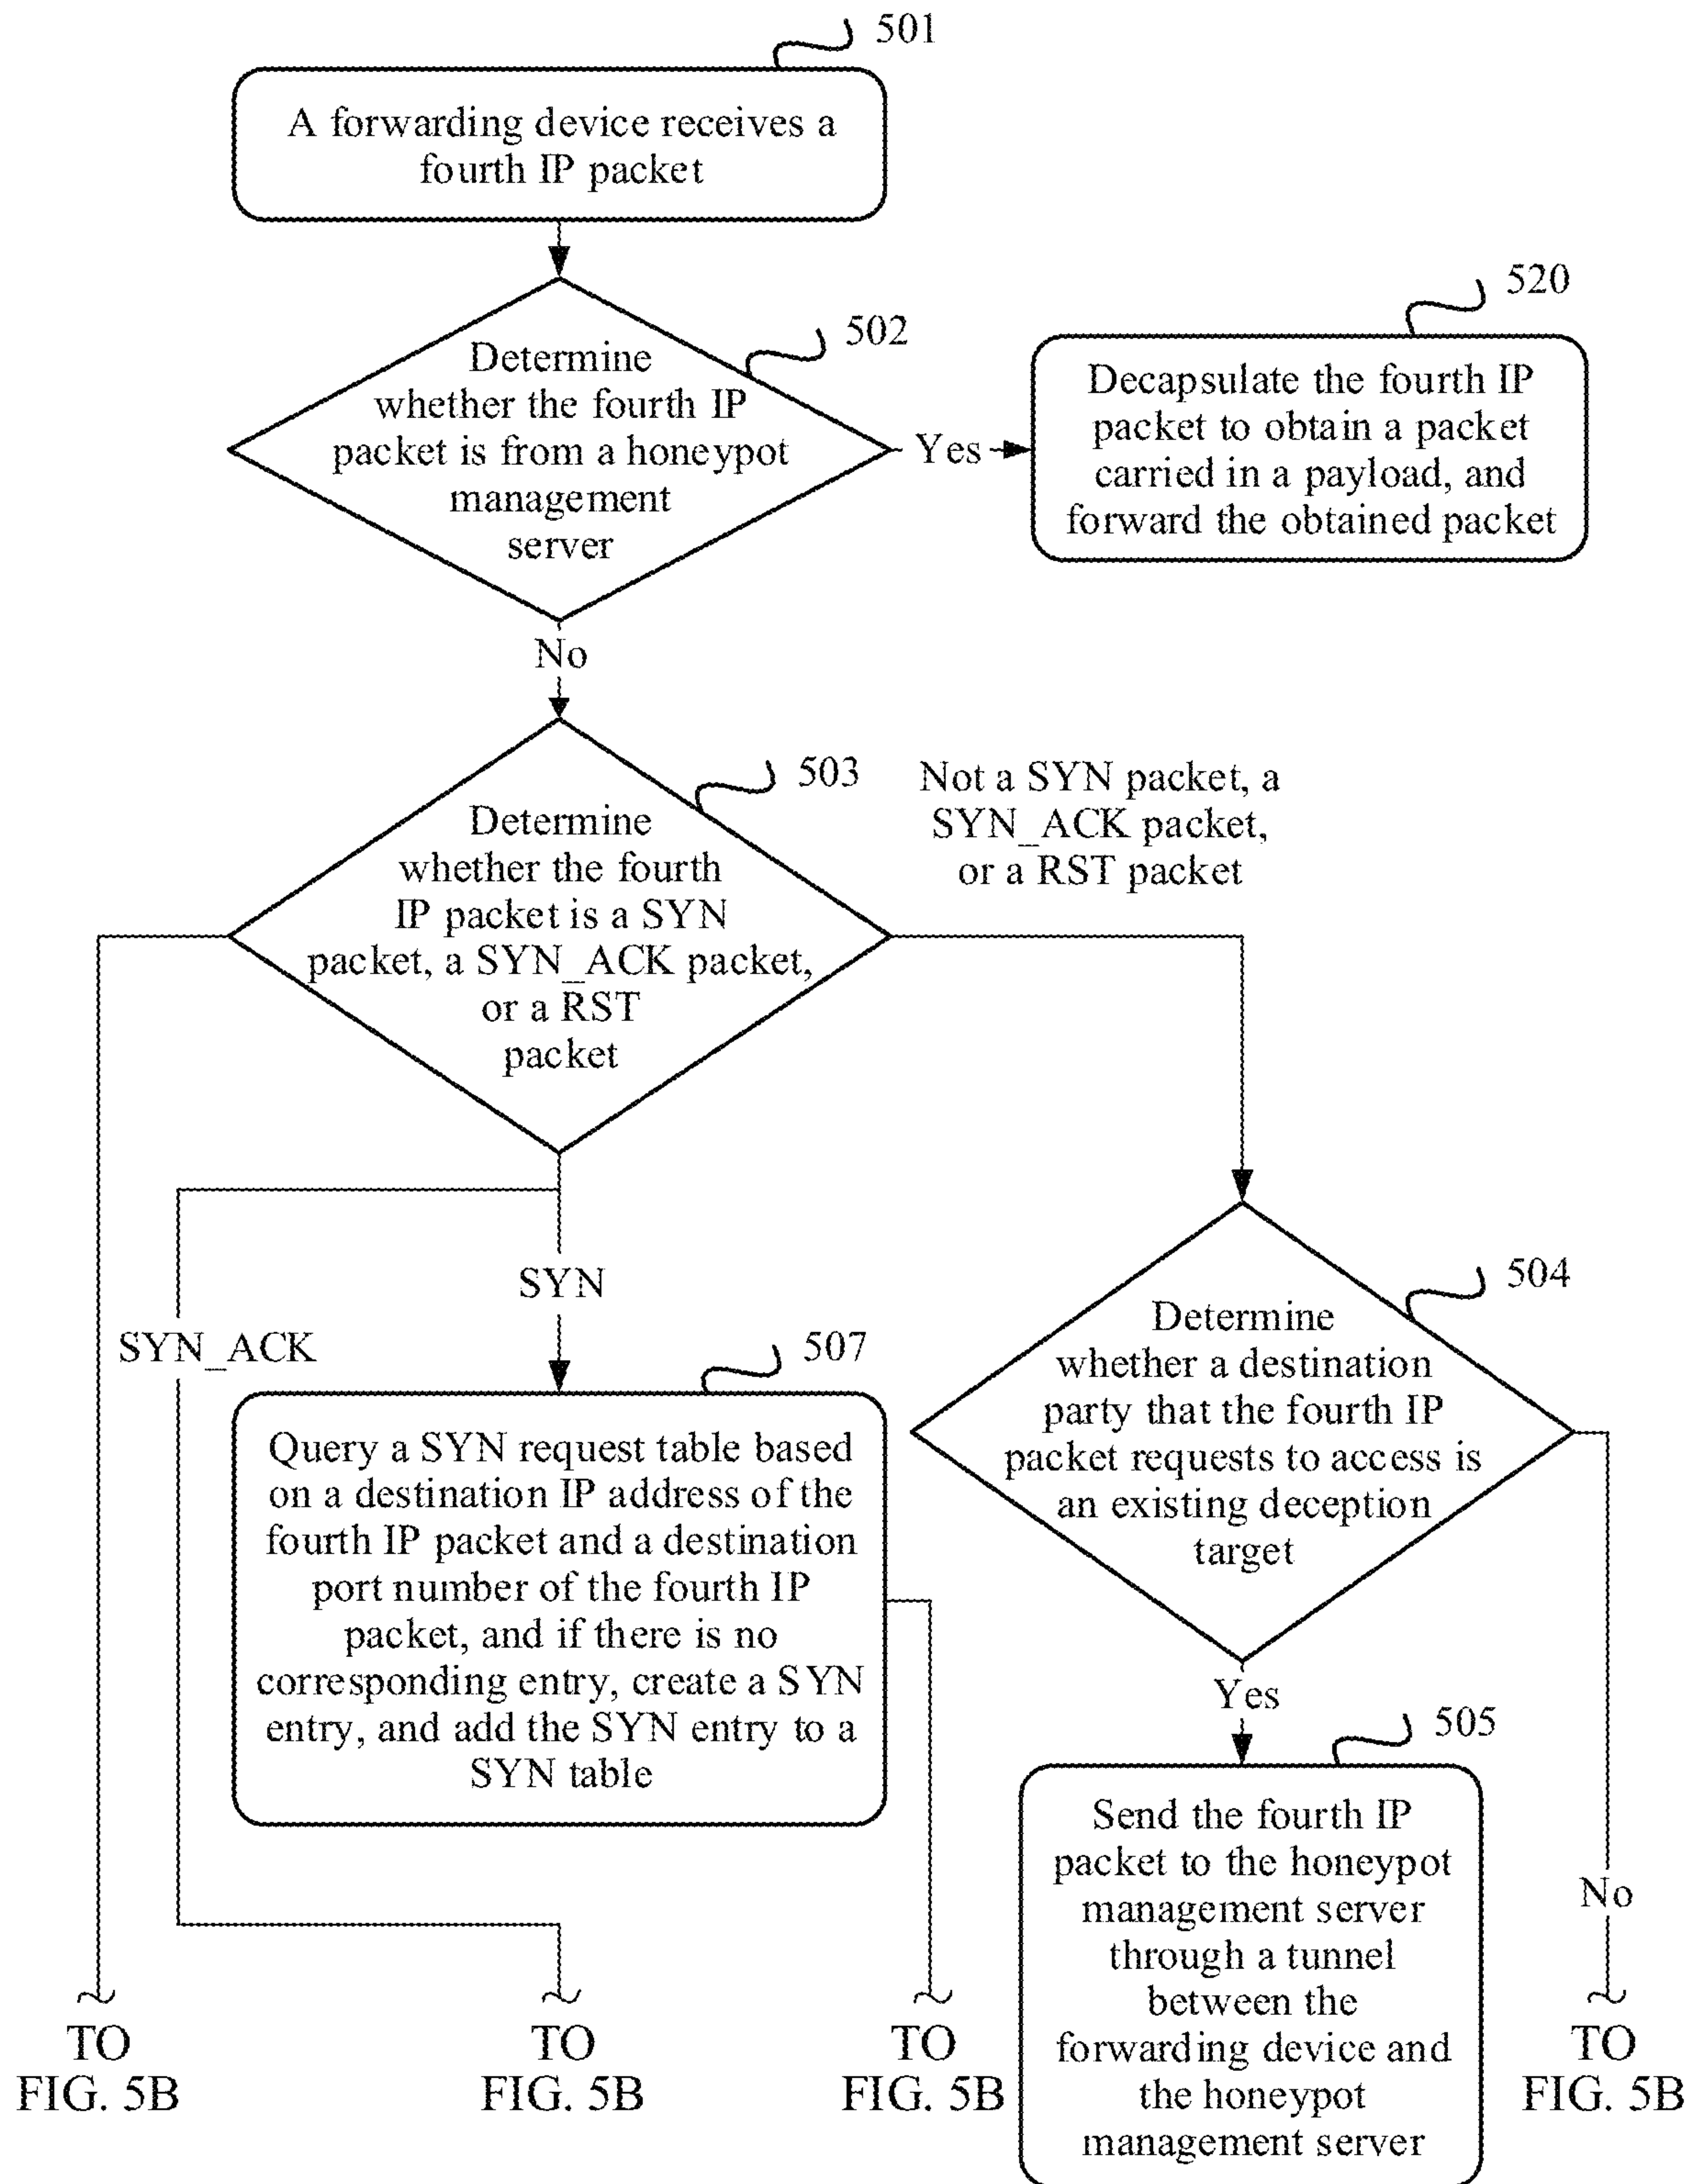 501
A forwarding device receives a
fourth IP packet
502
Determine
whether the fourth IP
packet is from a honeypot
management
server
Yes
520
Decapsulate the fourth IP
packet to obtain a packet
carried in a payload, and
forward the obtained packet
No
503
Determine
whether the fourth
IP packet is a SYN
packet, a SYN_ACK packet,
or a RST
packet
Not a SYN packet, a
SYN_ACK packet,
or a RST packet
SYN
SYN_ACK
507
Query a SYN request table based
on a destination IP address of the
fourth IP packet and a destination
port number of the fourth IP
packet, and if there is no
corresponding entry, create a SYN
entry, and add the SYN entry to a
SYN table
504
Determine
whether a destination
party that the fourth IP
packet requests to access is
an existing deception
target
Yes
505
Send the fourth IP
packet to the honeypot
management server
through a tunnel
between the
forwarding device and
the honeypot
management server
No
TO
FIG. 5B
TO
FIG. 5B
TO
FIG. 5B
TO
FIG. 5B